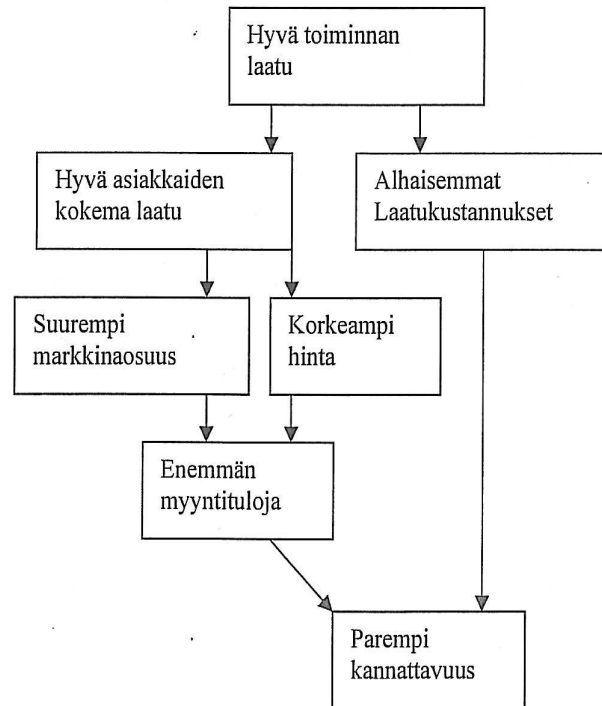 Hyvä toiminnan
laatu
Hyvä asiakkaiden
kokema laatu
Alhaisemmat
Laatukustannukset
Suurempi
markkinaosuus
Korkeampi
hinta
Enemmän
myyntituloja
Parempi
kannattavuus